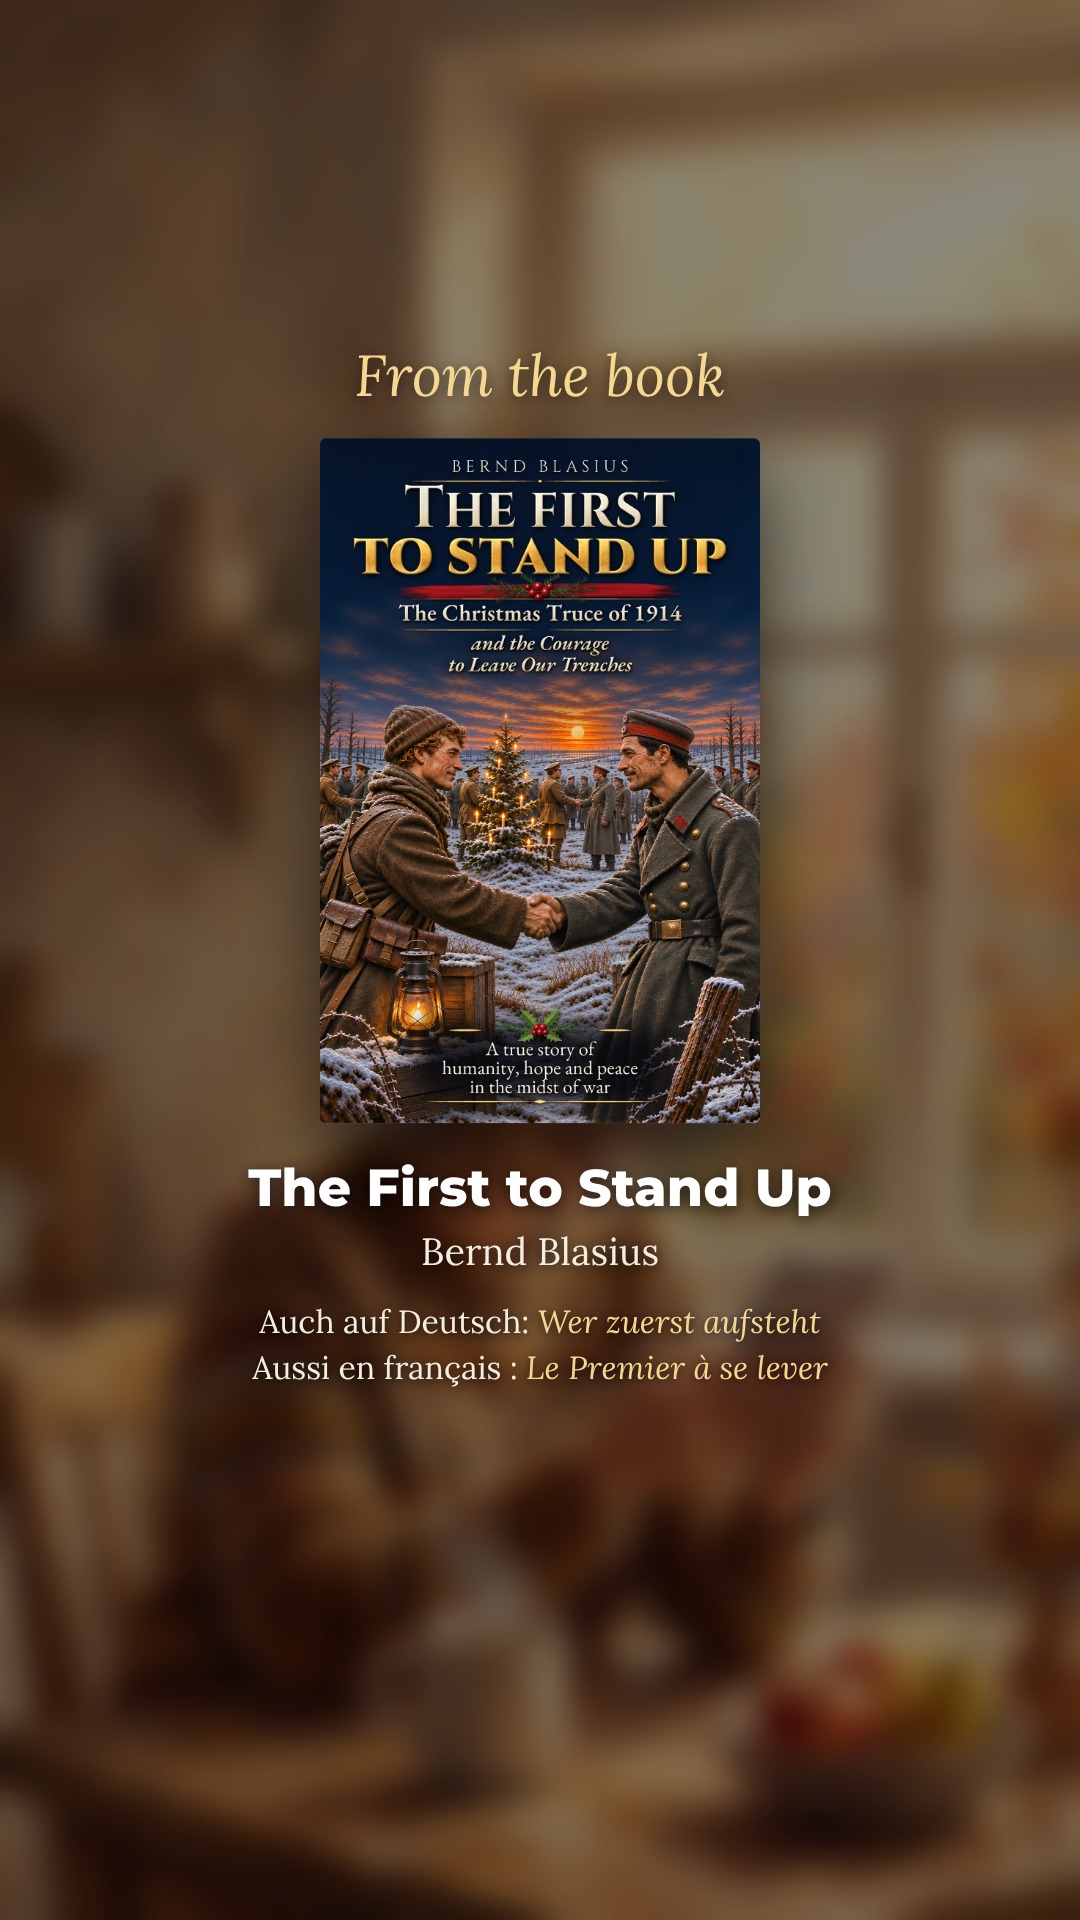 From the book
BERND BLASIUS
THE FIRST
TO STAND UP
The Christmas Truce of 1914
and the Courage
to Leave Our Trenches
A true story of
humanity, hope and peace
in the midst of war
The First to Stand Up
Bernd Blasius
Auch auf Deutsch: Wer zuerst aufsteht
Aussi en français : Le Premier à se lever